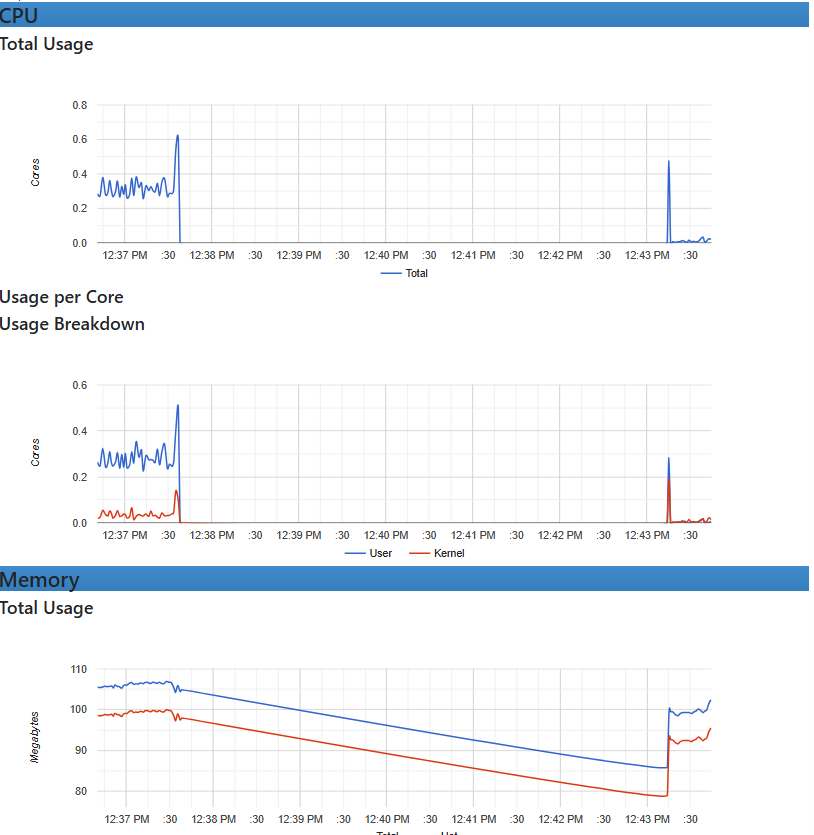 CPU
Total Usage
0.8
0.6
0.4
0.2
0.0
Cores
12:37 PM :30 12:38 PM :30 12:39 PM :30 12:40 PM :30 12:41 PM :30 12:42 PM :30 12:43 PM :30
Total
Usage per Core
Usage Breakdown
0.6
0.4
0.2
0.0
Cores
12:37 PM :30 12:38 PM :30 12:39 PM :30 12:40 PM :30 12:41 PM :30 12:42 PM :30 12:43 PM :30
User Kernel
Memory
Total Usage
110
100
90
80
Megabytes
12:37 PM :30 12:38 PM :30 12:39 PM :30 12:40 PM :30 12:41 PM :30 12:42 PM :30 12:43 PM :30
Total Hot